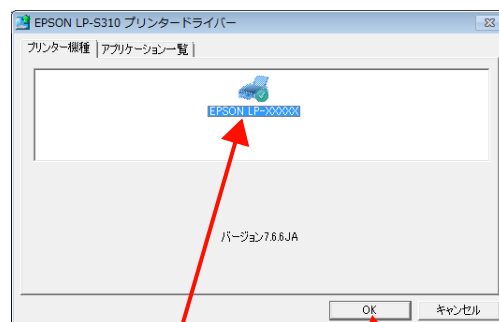 EPSON LP-S310 プリンタードライバー
プリンター機種 アプリケーション一覧
EPSON LP-XXXXX
バージョン7.6.6JA
OK キャンセル